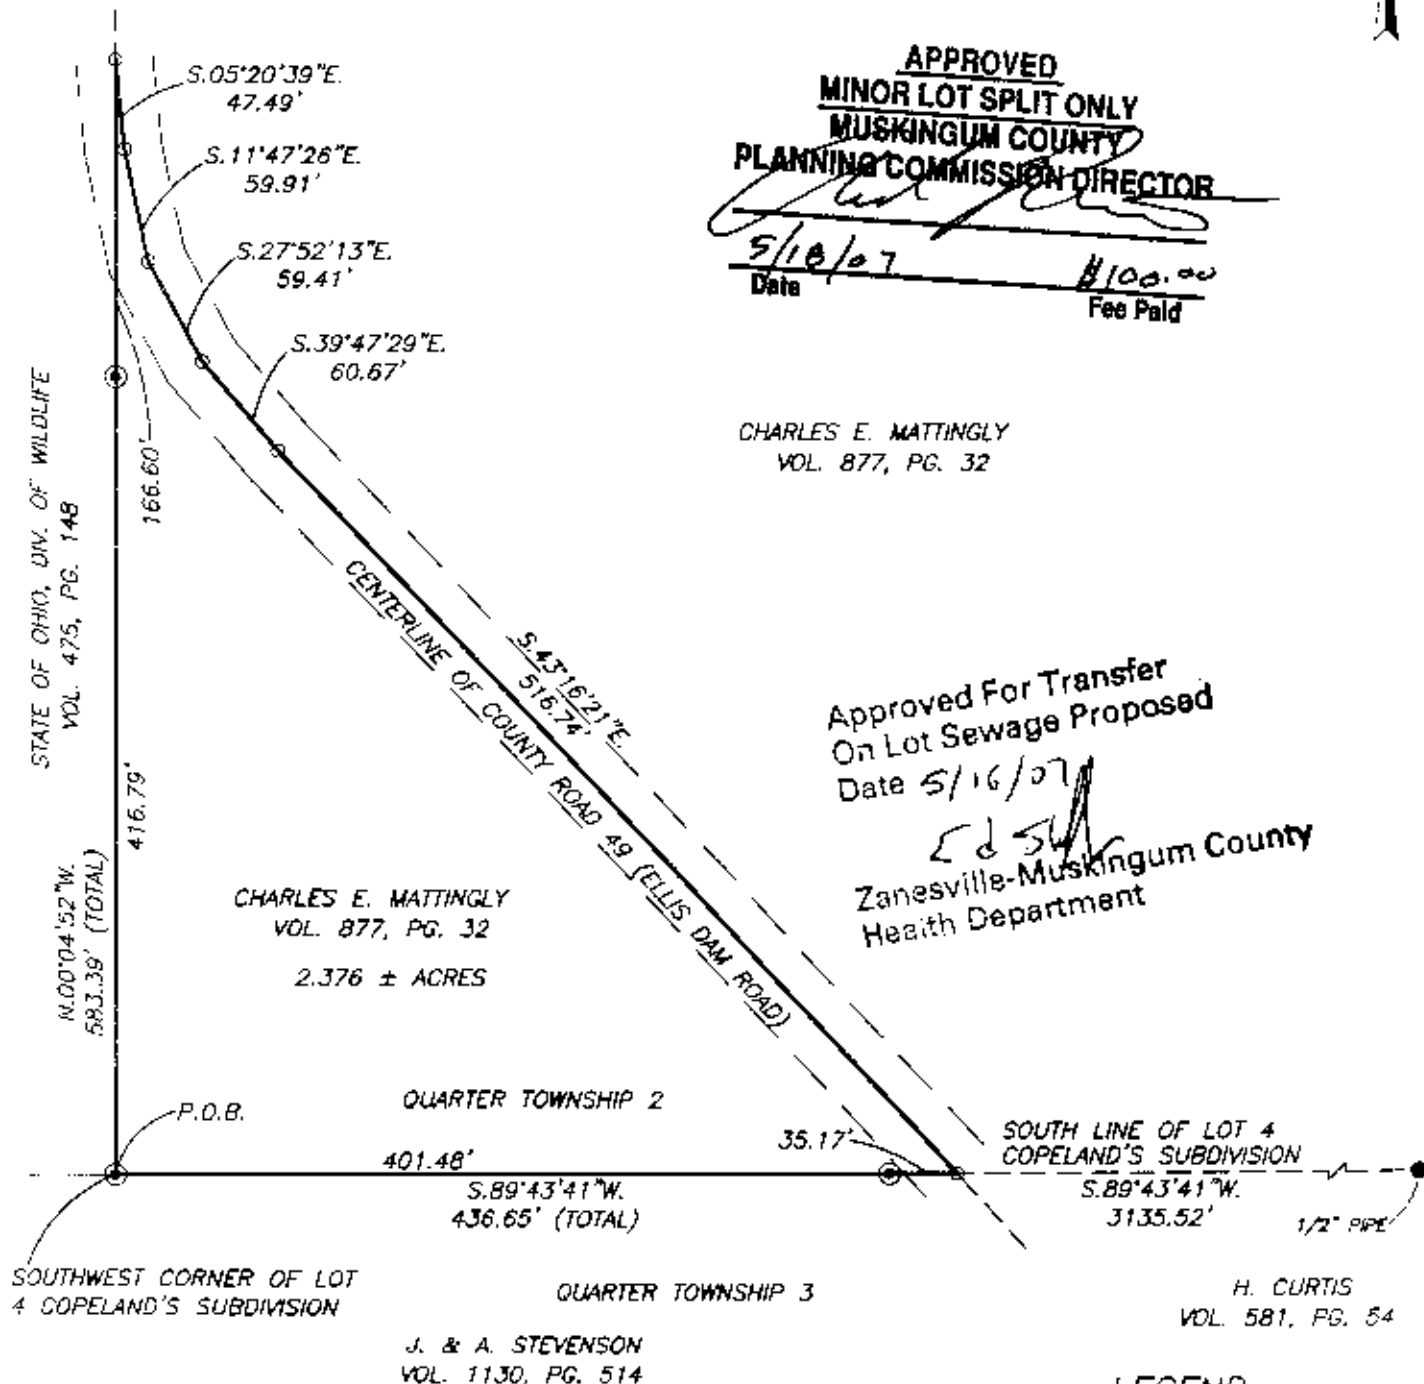 S.05°20'39"E.
47.49'
S.11°47'26"E.
59.91'
S.27°52'13"E.
59.41'
S.39°47'29"E.
60.67'
APPROVED
MINOR LOT SPLIT ONLY
MUSKINGUM COUNTY
PLANNING COMMISSION DIRECTOR
5/18/07 $100.00
Date Fee Paid
CHARLES E. MATTINGLY
VOL. 877, PG. 32
STATE OF OHIO, DIV. OF WILDLIFE
VOL. 475, PG. 148
166.60'
416.79'
N.00°04'52"W.
583.39' (TOTAL)
CENTERLINE OF COUNTY ROAD 49 (ELLIS DAM ROAD)
S.43°16'21"E.
516.74'
Approved For Transfer
On Lot Sewage Proposed
Date 5/16/07
Zanesville-Muskingum County
Health Department
CHARLES E. MATTINGLY
VOL. 877, PG. 32
2.376 ± ACRES
P.O.B.
QUARTER TOWNSHIP 2
401.48'
35.17'
S.89°43'41"W.
436.65' (TOTAL)
SOUTH LINE OF LOT 4
COPELAND'S SUBDIVISION
S.89°43'41"W.
3135.52'
1/2" PIPE
SOUTHWEST CORNER OF LOT
4 COPELAND'S SUBDIVISION
QUARTER TOWNSHIP 3
H. CURTIS
VOL. 581, PG. 54
J. & A. STEVENSON
VOL. 1130, PG. 514
LEGEND